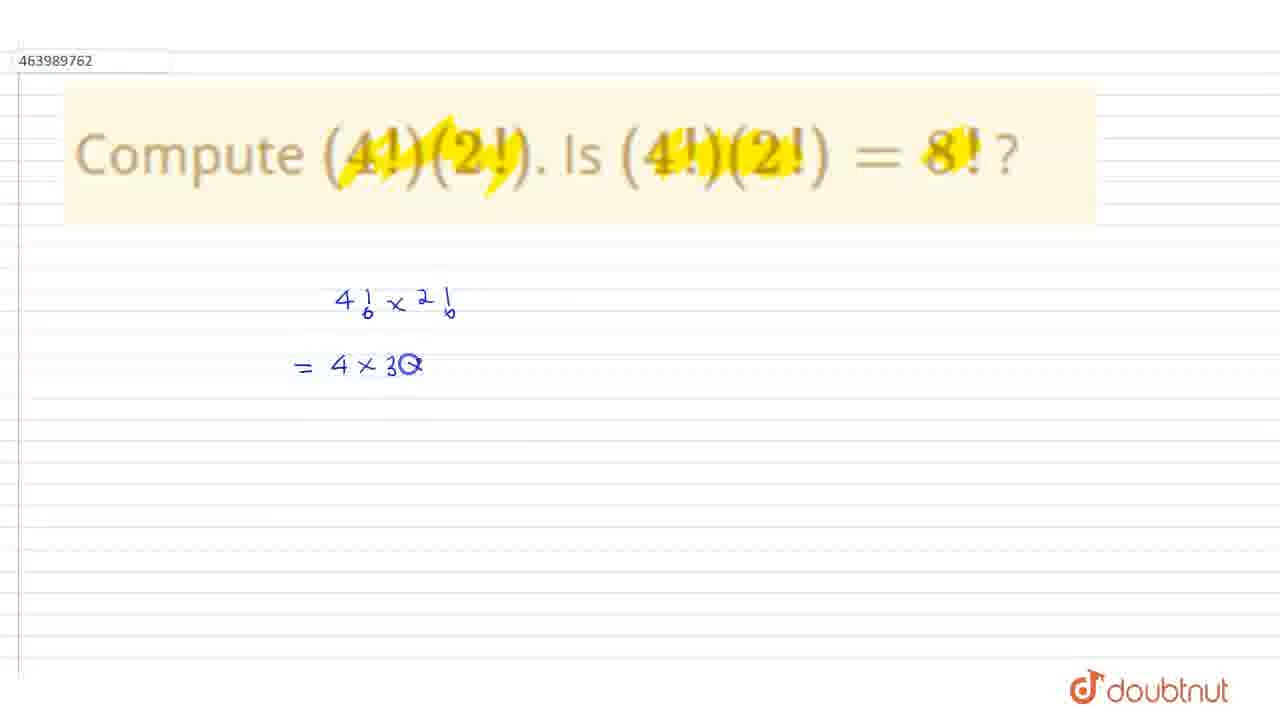 463989762
Compute (4!)(2!). Is (4!)(2!) = 8! ?
4! × 2!
= 4 × 3 ×
doubtnut